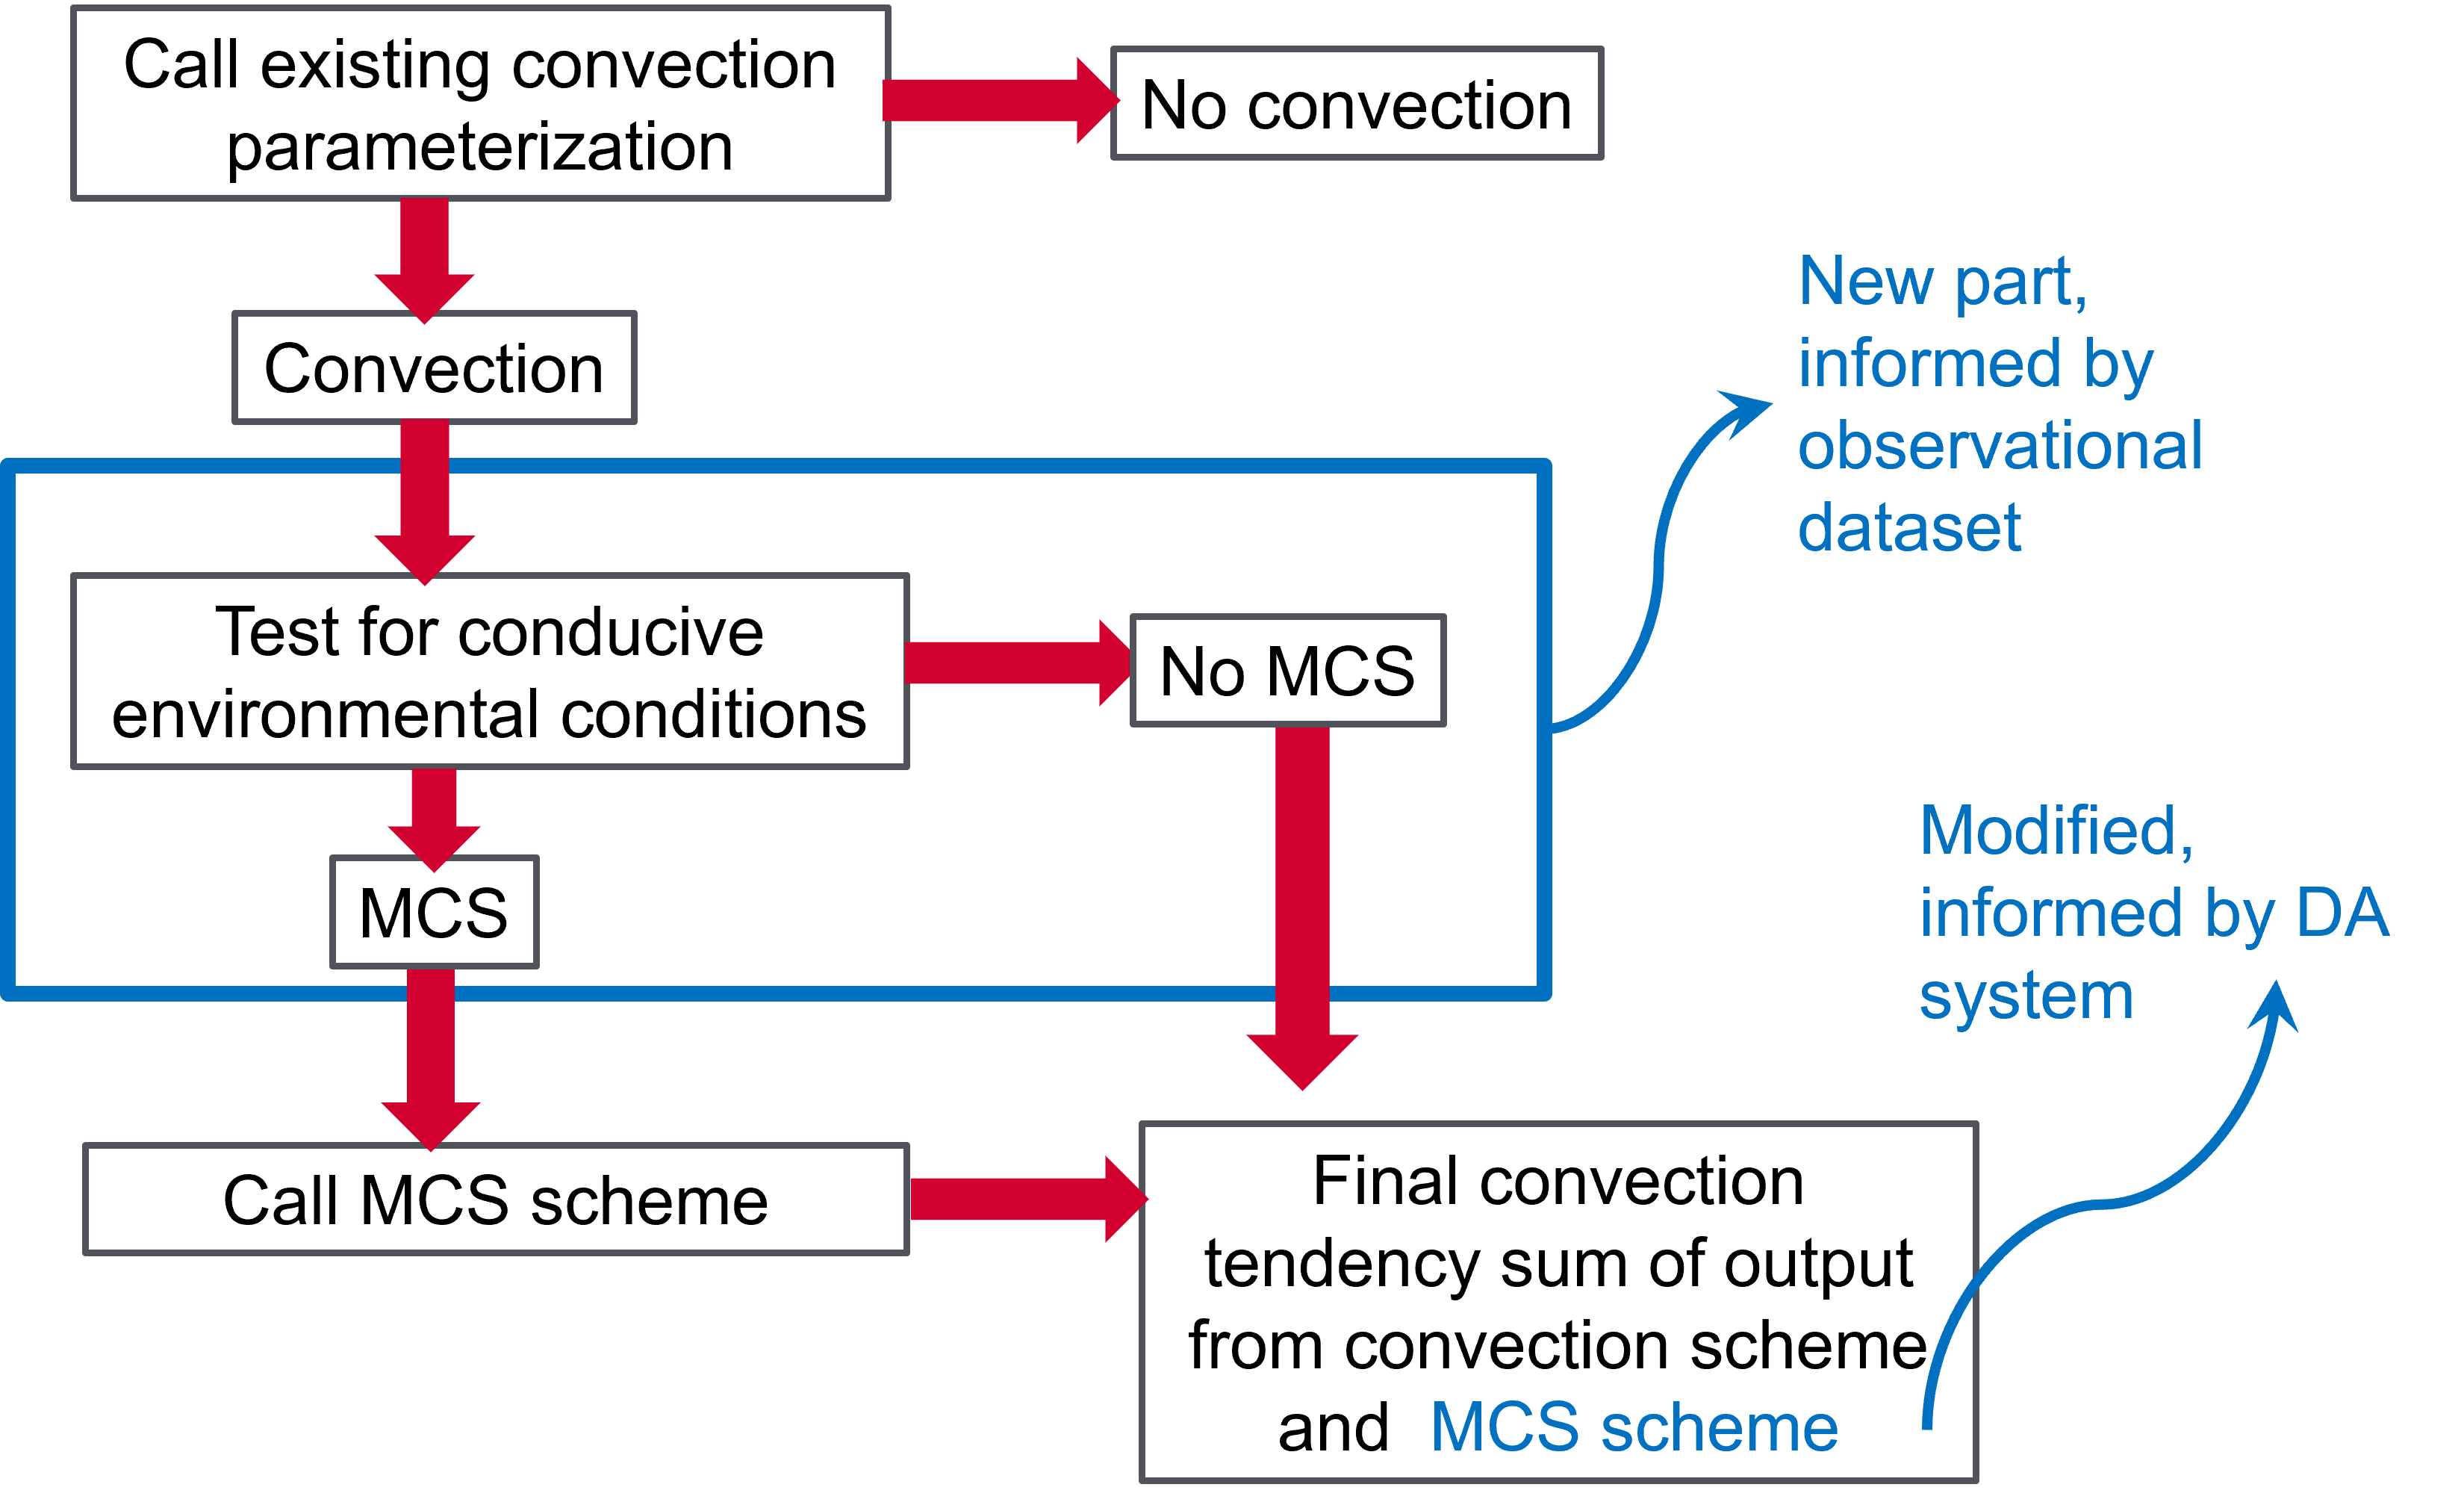 Call existing convection
parameterization
No convection
Convection
New part,
informed by
observational
dataset
Test for conducive
environmental conditions
No MCS
MCS
Modified,
informed by DA
system
Call MCS scheme
Final convection
tendency sum of output
from convection scheme
and MCS scheme